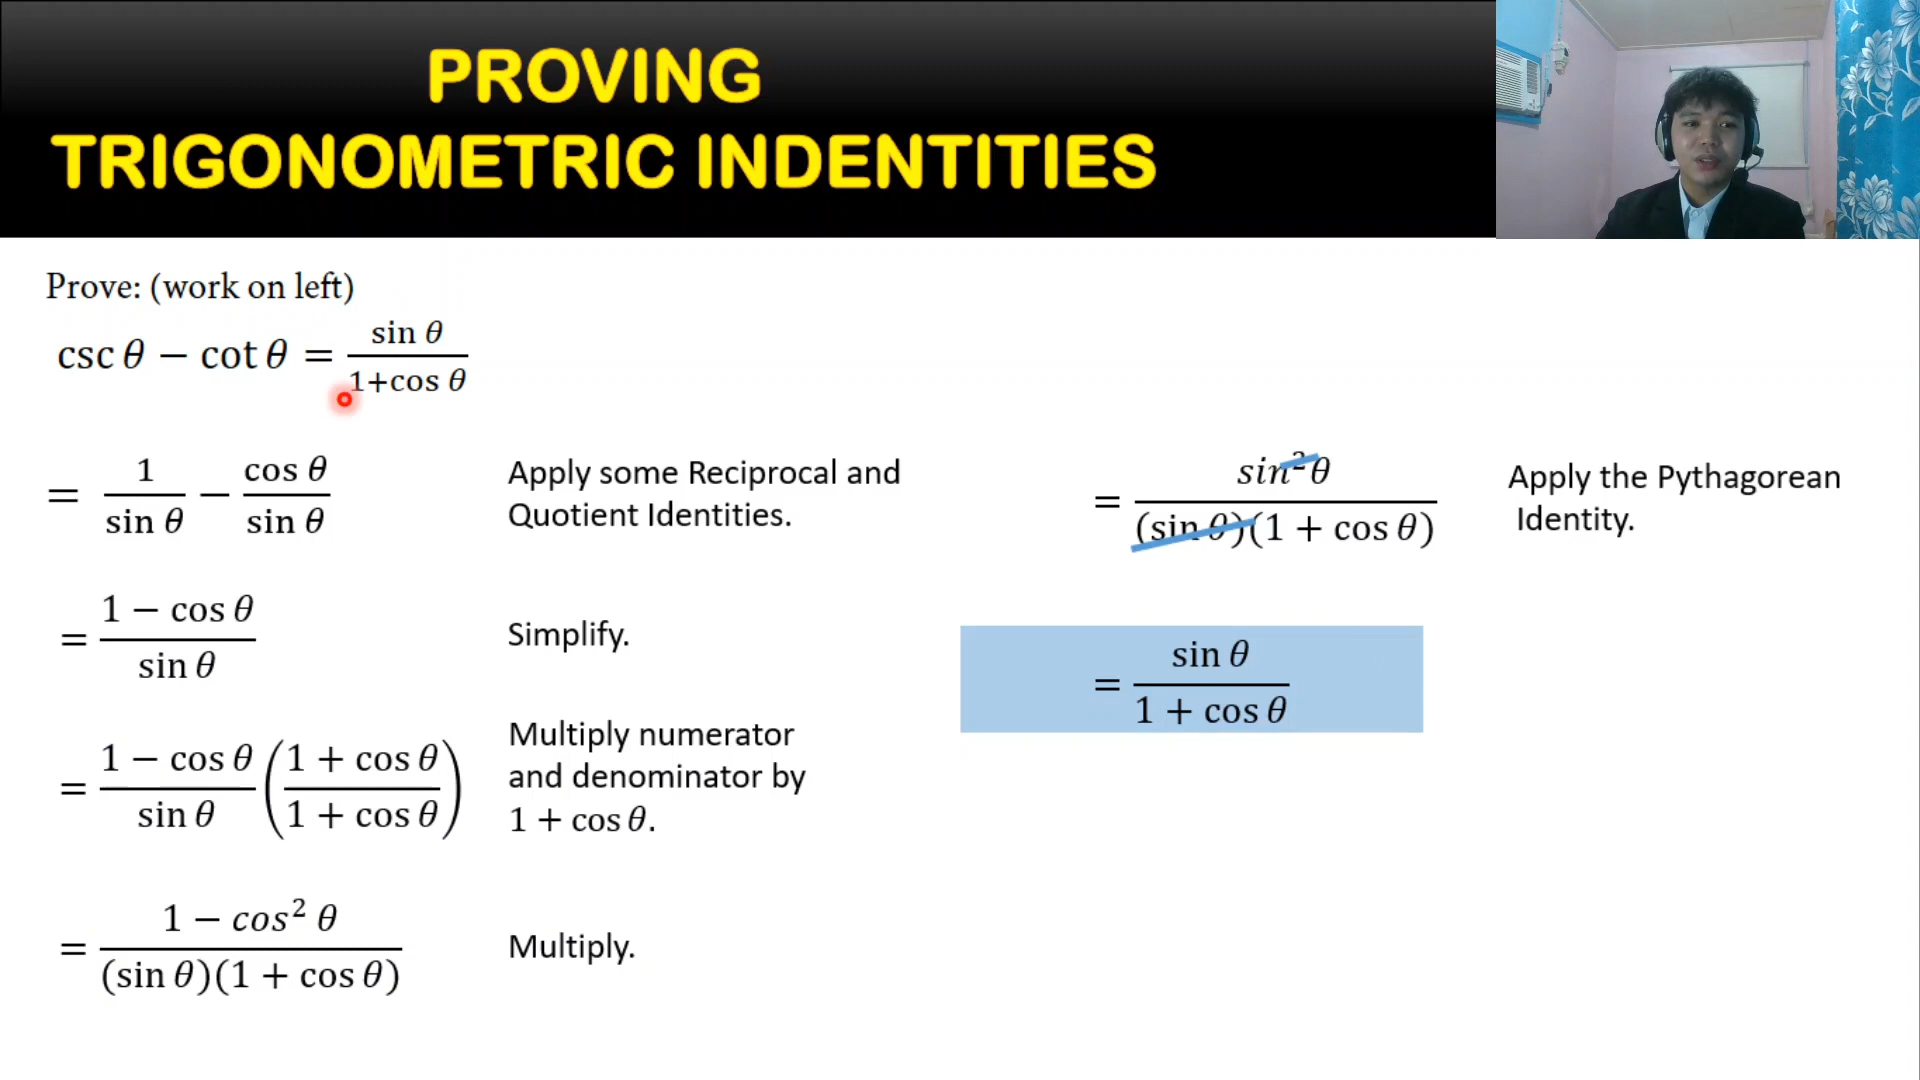 PROVING
TRIGONOMETRIC INDENTITIES
Prove: (work on left)
csc θ − cot θ = sin θ / 1+cos θ
= 1 / sin θ − cos θ / sin θ
Apply some Reciprocal and
Quotient Identities.
= 1 − cos θ / sin θ
Simplify.
= 1 − cos θ / sin θ (1 + cos θ / 1 + cos θ)
Multiply numerator
and denominator by
1 + cos θ.
= 1 − cos² θ / (sin θ)(1 + cos θ)
Multiply.
= sin² θ / (sin θ)(1 + cos θ)
Apply the Pythagorean
Identity.
= sin θ / 1 + cos θ